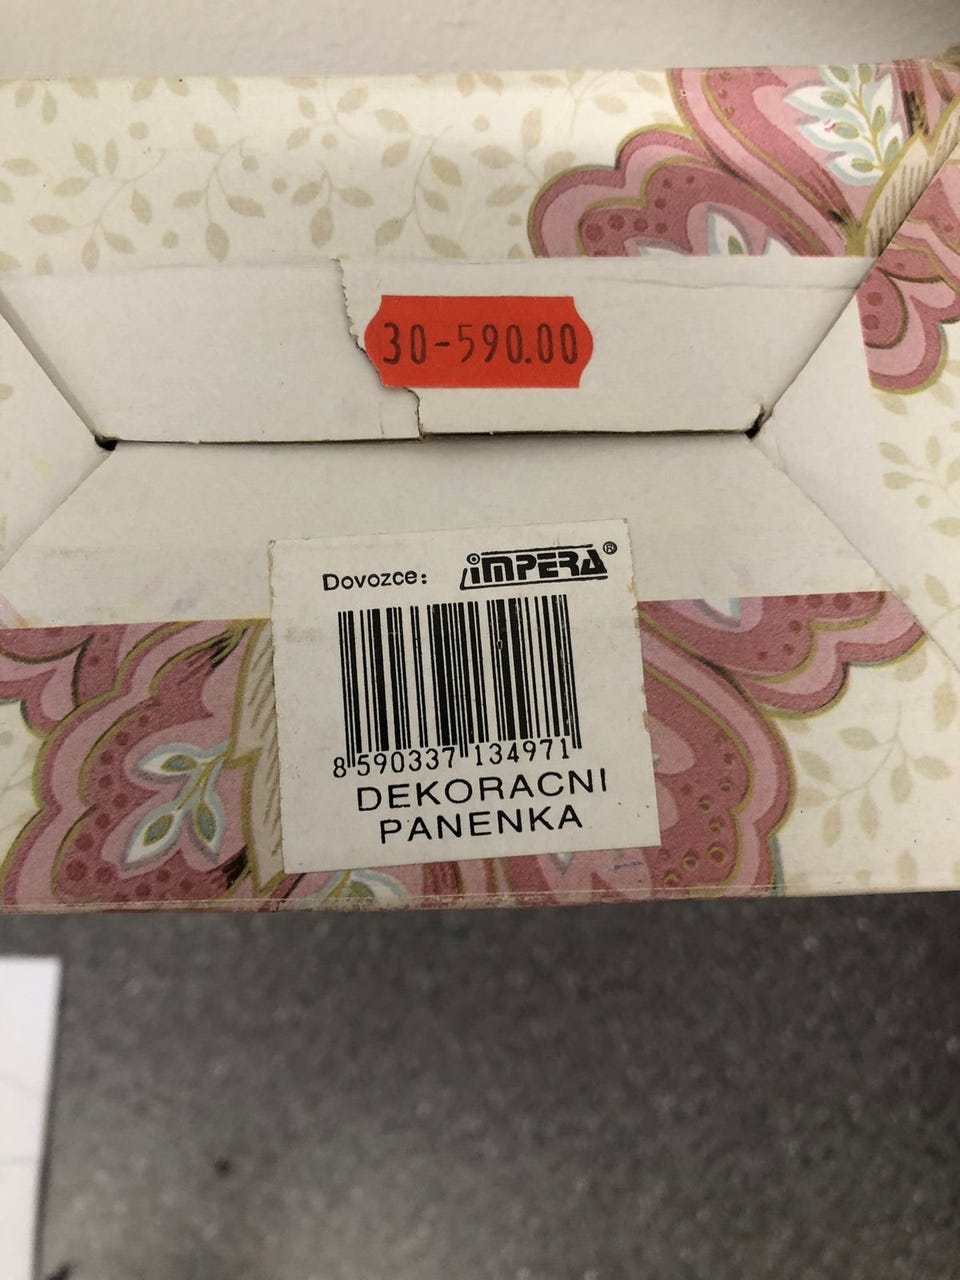 30-590.00
Dovozce: iMPERA®
8 590337 134971
DEKORACNI
PANENKA